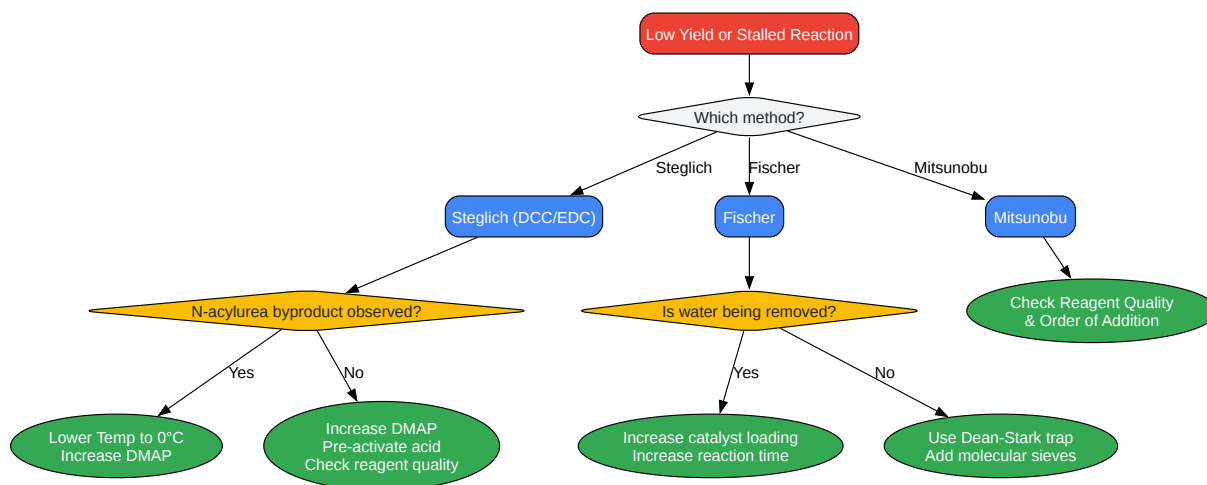 Low Yield or Stalled Reaction
Which method?
Steglich
Fischer
Mitsunobu
Steglich (DCC/EDC)
Fischer
Mitsunobu
N-acylurea byproduct observed?
Is water being removed?
Check Reagent Quality
& Order of Addition
Yes
No
Yes
No
Lower Temp to 0°C
Increase DMAP
Increase DMAP
Pre-activate acid
Check reagent quality
Increase catalyst loading
Increase reaction time
Use Dean-Stark trap
Add molecular sieves